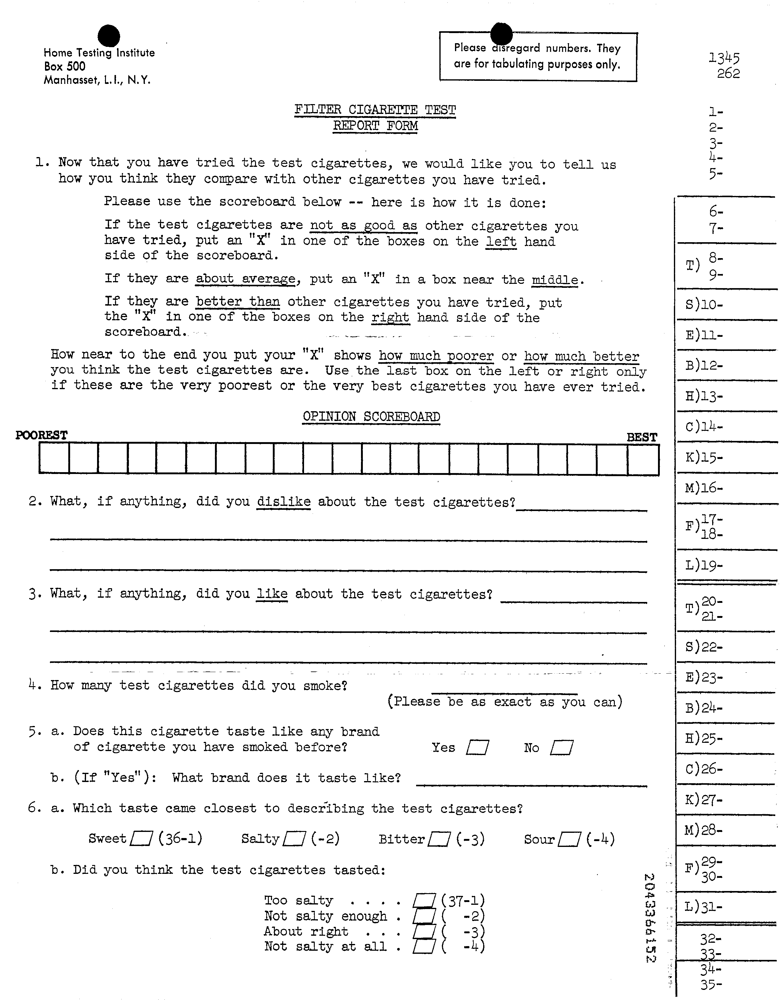 Home Testing Institute
Box 500
Manhasset, L.I., N.Y.
Please disregard numbers. They
are for tabulating purposes only.
1345
262
FILTER CIGARETTE TEST
REPORT FORM
1-
2-
3-
4-
5-
1. Now that you have tried the test cigarettes, we would like you to tell us
how you think they compare with other cigarettes you have tried.
Please use the scoreboard below -- here is how it is done:
If the test cigarettes are not as good as other cigarettes you
have tried, put an "X" in one of the boxes on the left hand
side of the scoreboard.
If they are about average, put an "X" in a box near the middle.
If they are better than other cigarettes you have tried, put
the "X" in one of the boxes on the right hand side of the
scoreboard.
How near to the end you put your "X" shows how much poorer or how much better
you think the test cigarettes are. Use the last box on the left or right only
if these are the very poorest or the very best cigarettes you have ever tried.
OPINION SCOREBOARD
POOREST BEST
2. What, if anything, did you dislike about the test cigarettes?
3. What, if anything, did you like about the test cigarettes?
4. How many test cigarettes did you smoke?
(Please be as exact as you can)
5. a. Does this cigarette taste like any brand
of cigarette you have smoked before? Yes No
b. (If "Yes"): What brand does it taste like?
6. a. Which taste came closest to describing the test cigarettes?
Sweet (36-1) Salty (-2) Bitter (-3) Sour (-4)
b. Did you think the test cigarettes tasted:
Too salty . . . . (37-1)
Not salty enough . ( -2)
About right . . . ( -3)
Not salty at all . ( -4)
6-
7-
T) 8-
9-
S)10-
E)11-
B)12-
H)13-
C)14-
K)15-
M)16-
F)17-
18-
L)19-
T)20-
21-
S)22-
E)23-
B)24-
H)25-
C)26-
K)27-
M)28-
F)29-
30-
L)31-
32-
33-
34-
35-
2043366152